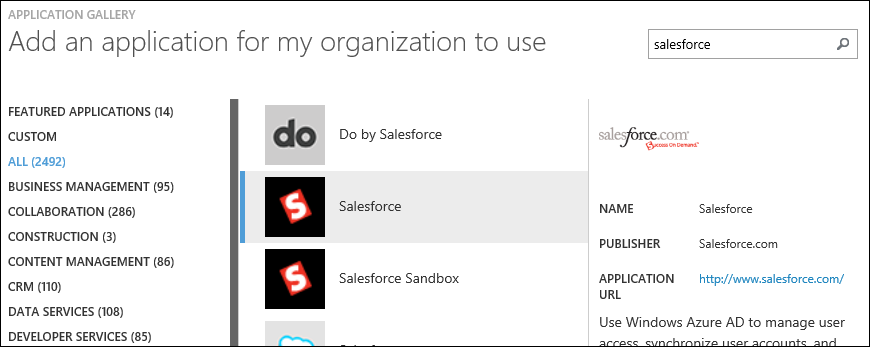 APPLICATION GALLERY
Add an application for my organization to use
salesforce
FEATURED APPLICATIONS (14)
CUSTOM
ALL (2492)
BUSINESS MANAGEMENT (95)
COLLABORATION (286)
CONSTRUCTION (3)
CONTENT MANAGEMENT (86)
CRM (110)
DATA SERVICES (108)
DEVELOPER SERVICES (85)
do
Do by Salesforce
S
Salesforce
S
Salesforce Sandbox
salesforce.com
Success On Demand.™
NAME Salesforce
PUBLISHER Salesforce.com
APPLICATION URL http://www.salesforce.com/
Use Windows Azure AD to manage user
access, synchronize user accounts, and